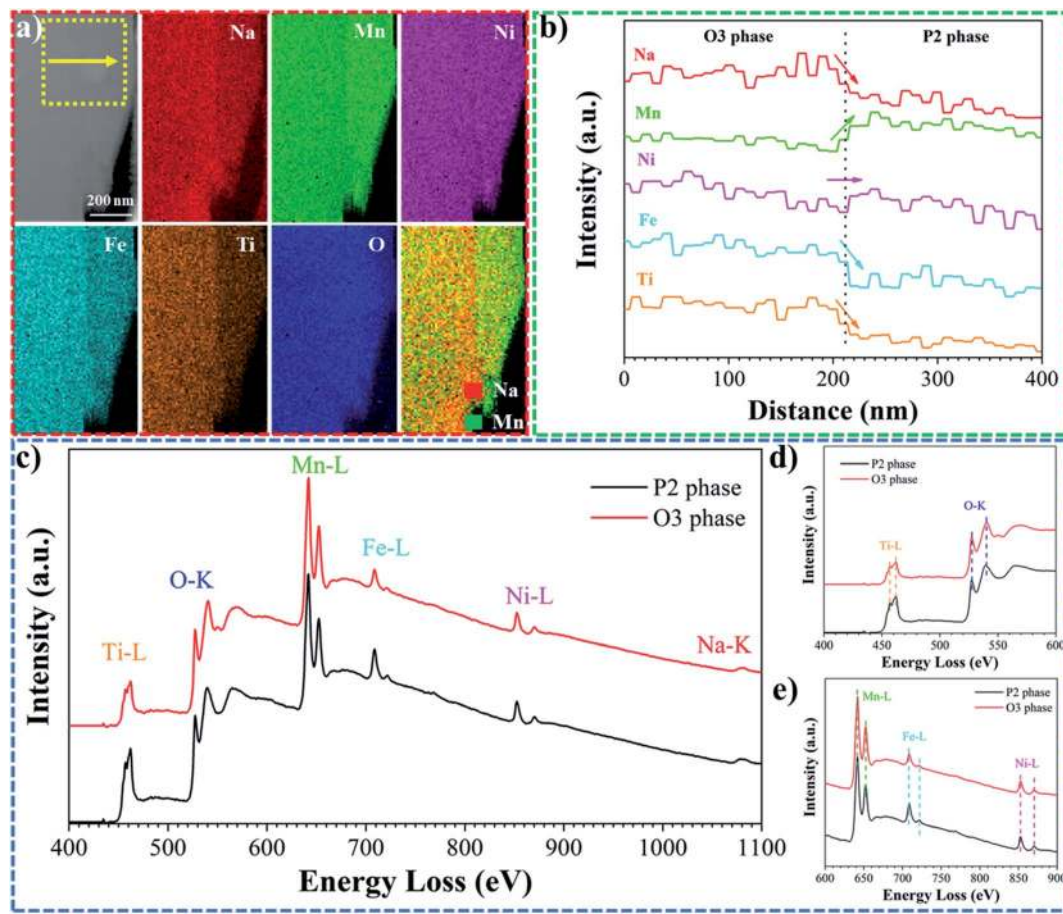 a)
Na
Mn
Ni
200 nm
Fe
Ti
O
Na
Mn
b)
O3 phase
P2 phase
Na
Mn
Ni
Fe
Ti
Intensity (a.u.)
0
100
200
300
400
Distance (nm)
c)
Mn-L
P2 phase
O3 phase
Fe-L
O-K
Ni-L
Ti-L
Na-K
Intensity (a.u.)
400
500
600
700
800
900
1000
1100
Energy Loss (eV)
d)
P2 phase
O3 phase
O-K
Ti-L
Intensity (a.u.)
400
450
500
550
600
Energy Loss (eV)
e)
P2 phase
O3 phase
Mn-L
Fe-L
Ni-L
Intensity (a.u.)
600
650
700
750
800
850
900
Energy Loss (eV)